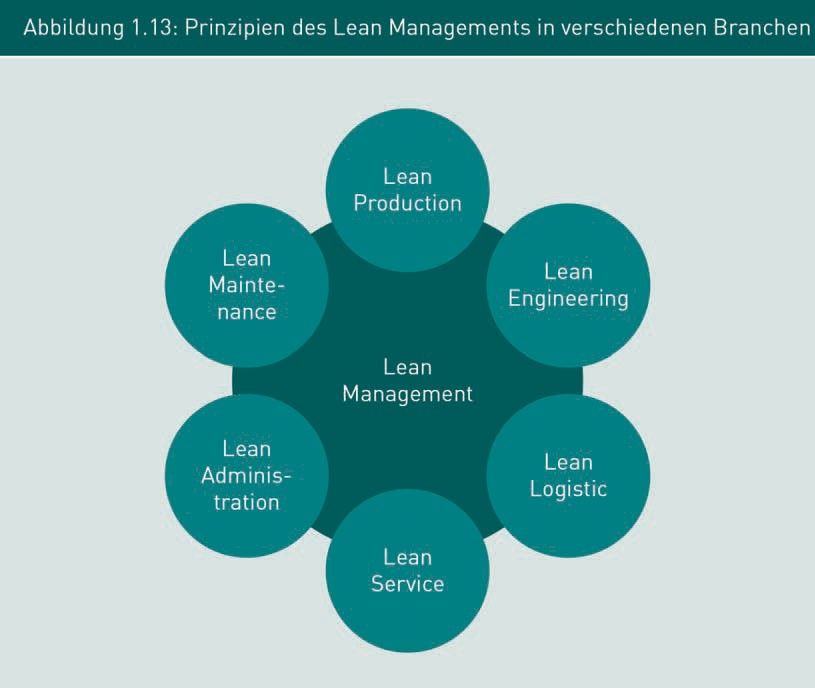 Abbildung 1.13: Prinzipien des Lean Managements in verschiedenen Branchen
Lean
Production
Lean
Engineering
Lean
Logistic
Lean
Service
Lean
Adminis-
tration
Lean
Mainte-
nance
Lean
Management